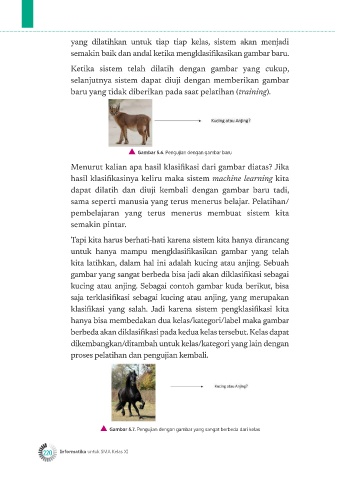 yang dilatihkan untuk tiap tiap kelas, sistem akan menjadi
semakin baik dan andal ketika mengklasifikasikan gambar baru.
Ketika sistem telah dilatih dengan gambar yang cukup,
selanjutnya sistem dapat diuji dengan memberikan gambar
baru yang tidak diberikan pada saat pelatihan (training).
Kucing atau Anjing?
Gambar 5.6. Pengujian dengan gambar baru
Menurut kalian apa hasil klasifikasi dari gambar diatas? Jika
hasil klasifikasinya keliru maka sistem machine learning kita
dapat dilatih dan diuji kembali dengan gambar baru tadi,
sama seperti manusia yang terus menerus belajar. Pelatihan/
pembelajaran yang terus menerus membuat sistem kita
semakin pintar.
Tapi kita harus berhati-hati karena sistem kita hanya dirancang
untuk hanya mampu mengklasifikasikan gambar yang telah
kita latihkan, dalam hal ini adalah kucing atau anjing. Sebuah
gambar yang sangat berbeda bisa jadi akan diklasifikasi sebagai
kucing atau anjing. Sebagai contoh gambar kuda berikut, bisa
saja terklasifikasi sebagai kucing atau anjing, yang merupakan
klasifikasi yang salah. Jadi karena sistem pengklasifikasi kita
hanya bisa membedakan dua kelas/kategori/label maka gambar
berbeda akan diklasifikasi pada kedua kelas tersebut. Kelas dapat
dikembangkan/ditambah untuk kelas/kategori yang lain dengan
proses pelatihan dan pengujian kembali.
Kucing atau Anjing?
Gambar 5.7. Pengujian dengan gambar yang sangat berbeda dari kelas
220 Informatika untuk SMA Kelas XI